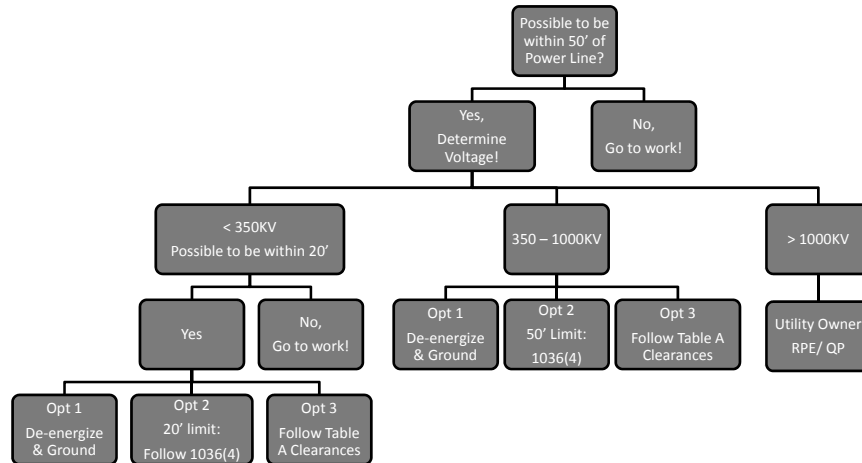 Possible to be
within 50’ of
Power Line?
Yes,
Determine
Voltage!
No,
Go to work!
< 350KV
Possible to be within 20’
350 – 1000KV
> 1000KV
Yes
No,
Go to work!
Opt 1
De-energize
& Ground
Opt 2
50’ Limit:
1036(4)
Opt 3
Follow Table A
Clearances
Utility Owner
RPE/ QP
Opt 1
De-energize
& Ground
Opt 2
20’ limit:
Follow 1036(4)
Opt 3
Follow Table
A Clearances